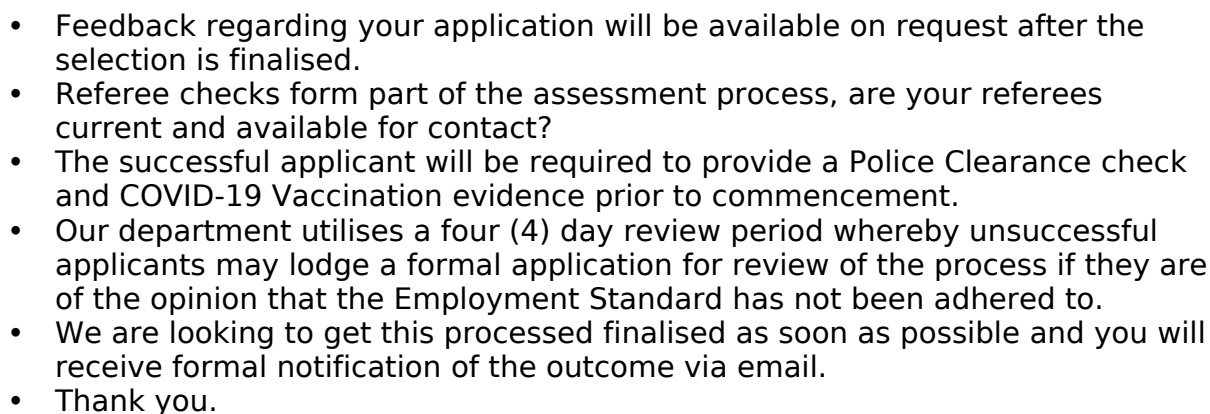 • Feedback regarding your application will be available on request after the
selection is finalised.
• Referee checks form part of the assessment process, are your referees
current and available for contact?
• The successful applicant will be required to provide a Police Clearance check
and COVID-19 Vaccination evidence prior to commencement.
• Our department utilises a four (4) day review period whereby unsuccessful
applicants may lodge a formal application for review of the process if they are
of the opinion that the Employment Standard has not been adhered to.
• We are looking to get this processed finalised as soon as possible and you will
receive formal notification of the outcome via email.
• Thank you.